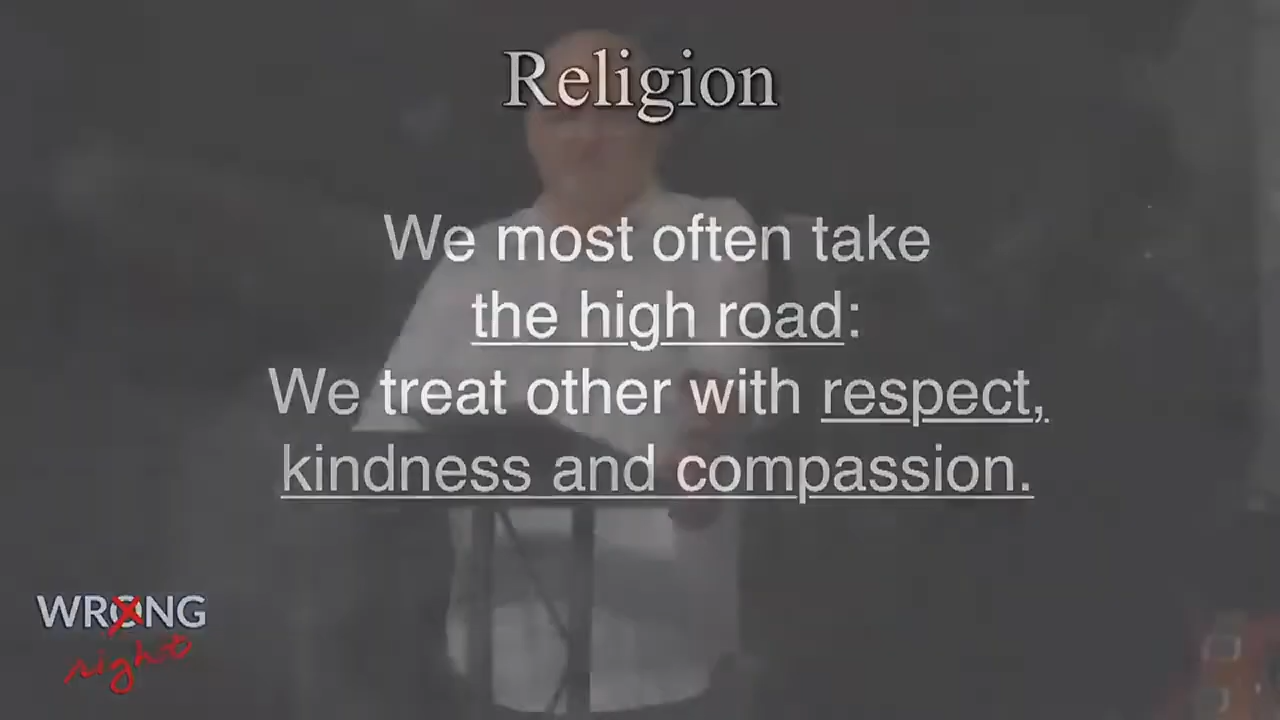 Religion
We most often take
the high road:
We treat other with respect,
kindness and compassion.
WRONG
right